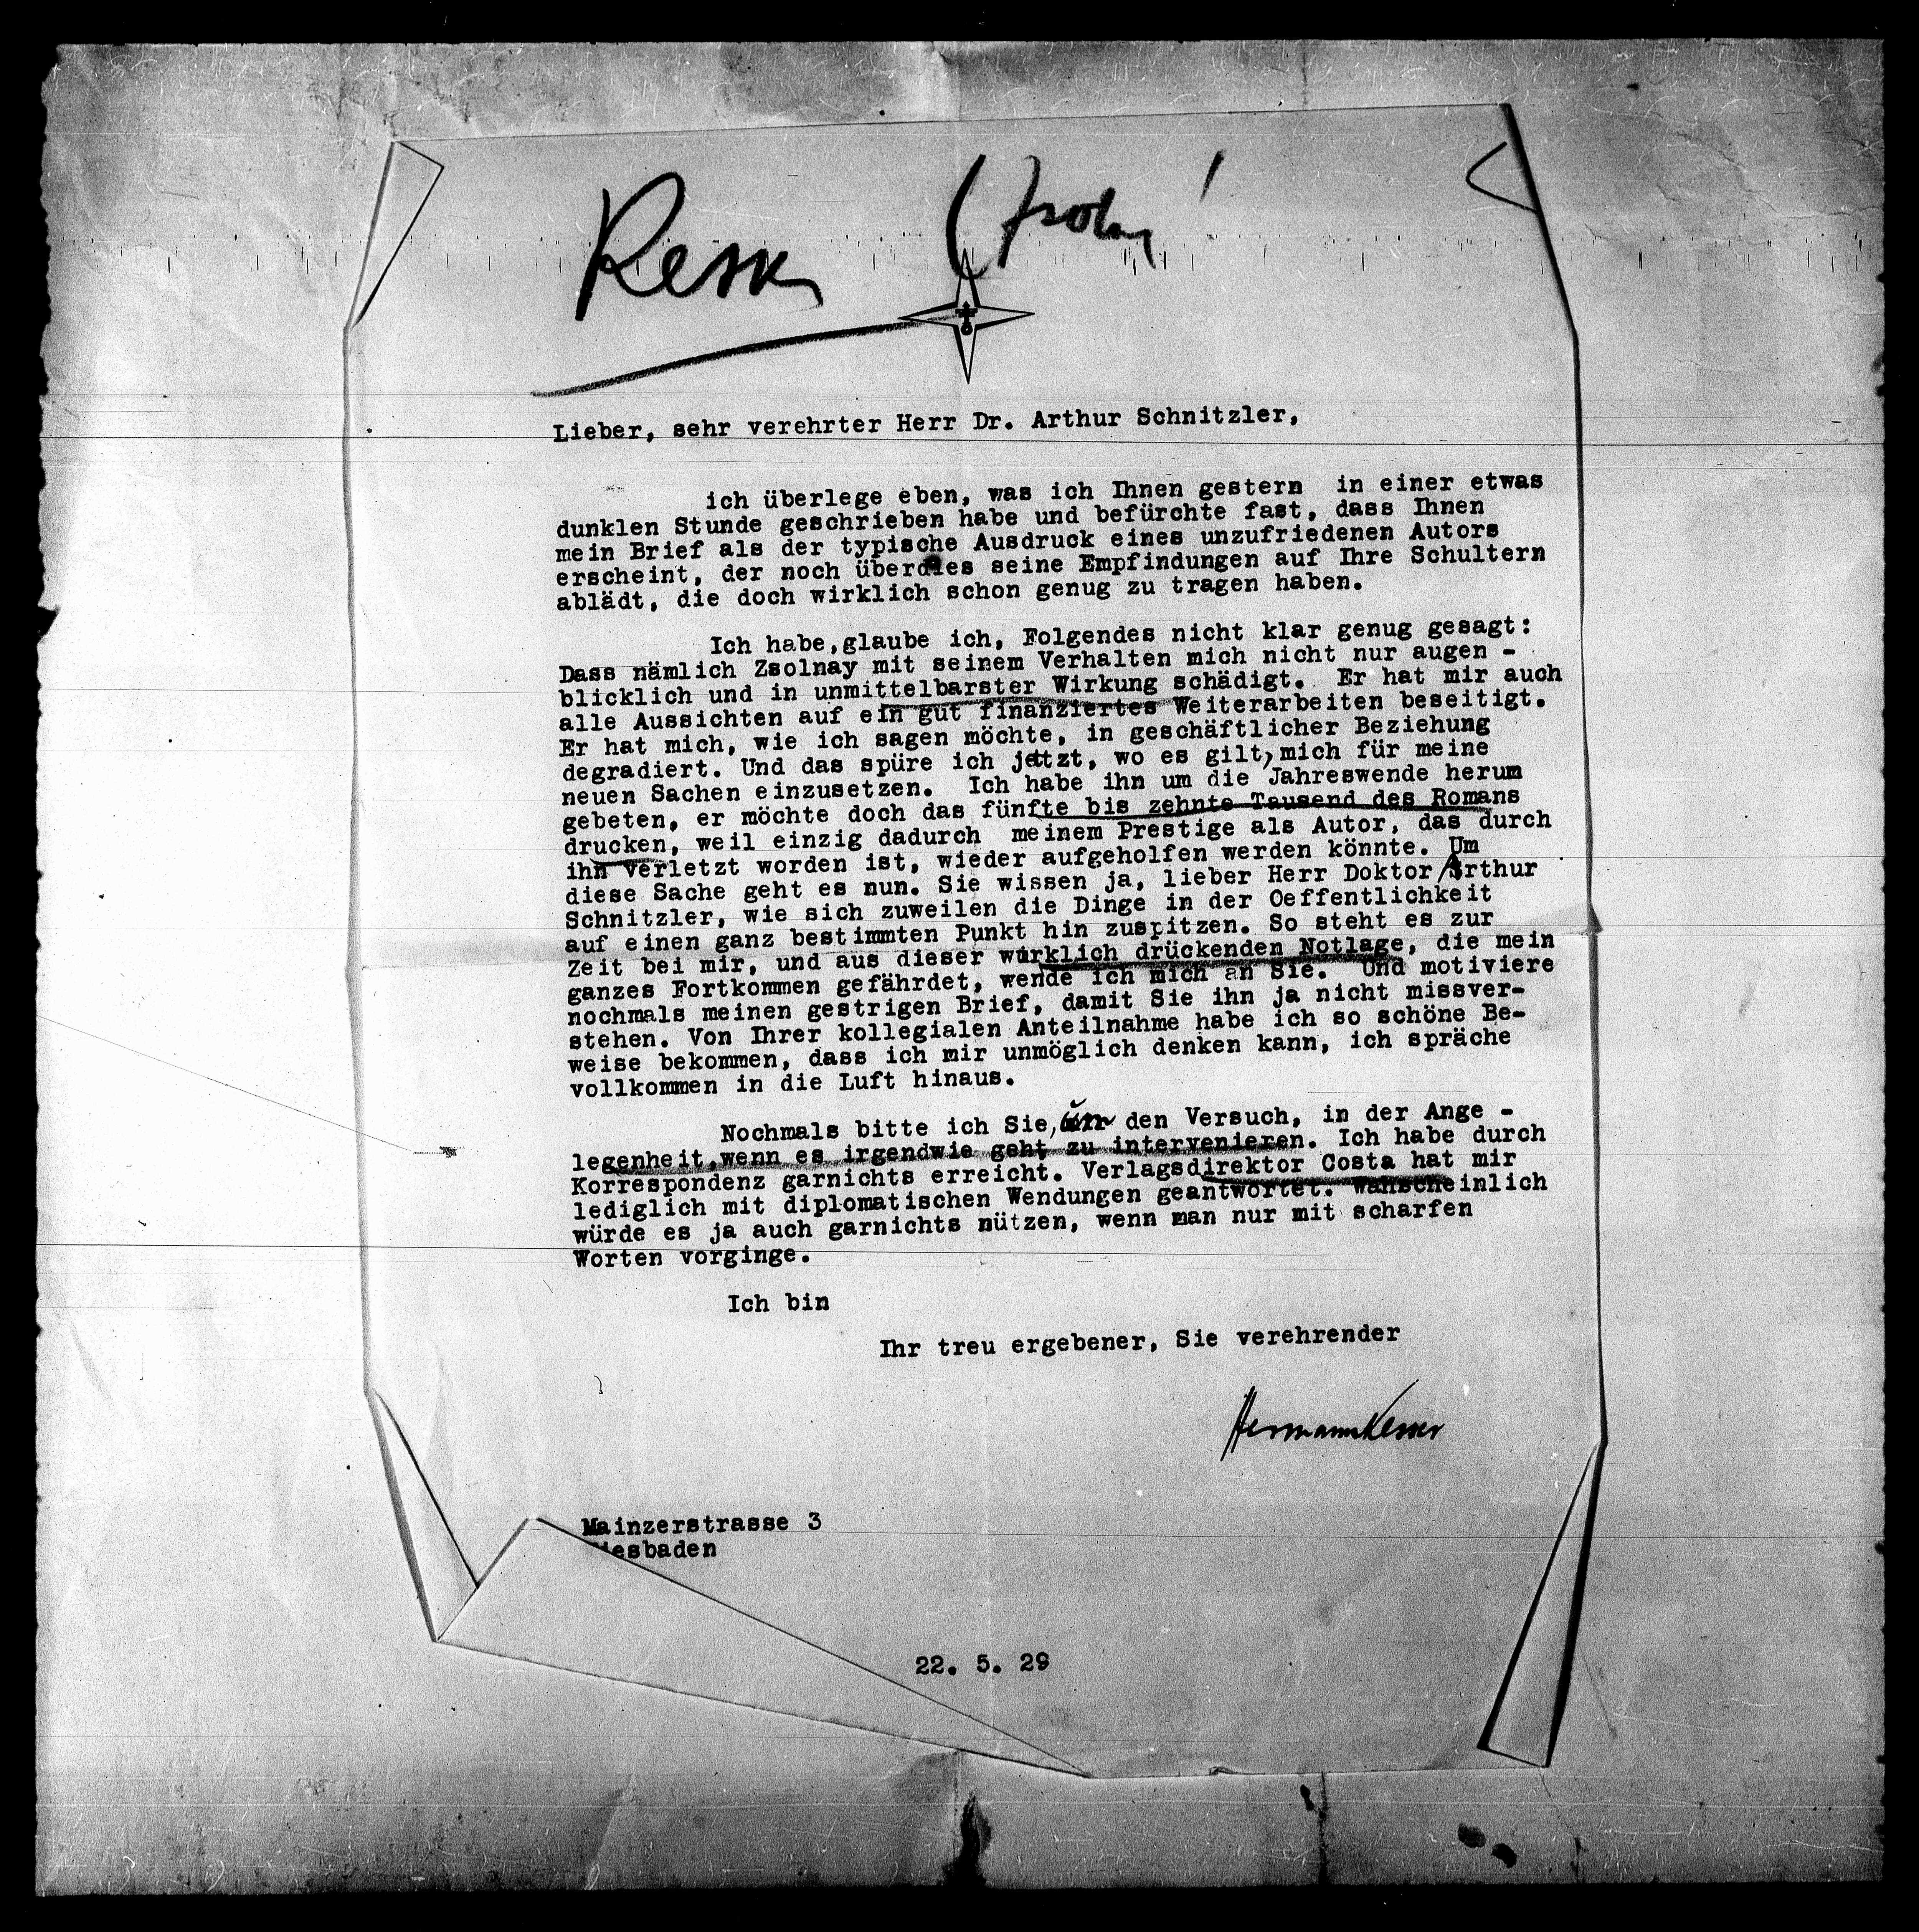 Lieber, sehr verehrter Herr Dr. Arthur Schnitzler,
ich überlege eben, was ich Ihnen gestern in einer etwas
dunklen Stunde geschrieben habe und befürchte fast, dass Ihnen
mein Brief als der typische Ausdruck eines unzufriedenen Autors
erscheint, der noch überdies seine Empfindungen auf Ihre Schultern
ablädt, die doch wirklich schon genug zu tragen haben.
Ich habe, glaube ich, Folgendes nicht klar genug gesagt:
Dass nämlich Zsolnay mit seinem Verhalten mich nicht nur augen -
blicklich und in unmittelbarster Wirkung schädigt. Er hat mir auch
alle Aussichten auf ein gut finanziertes Weiterarbeiten beseitigt.
Er hat mich, wie ich sagen möchte, in geschäftlicher Beziehung
degradiert. Und das spüre ich jetzt, wo es gilt, mich für meine
neuen Sachen einzusetzen. Ich habe ihn um die Jahreswende herum
gebeten, er möchte doch das fünfte bis zehnte Tausend des Romans
drucken, weil einzig dadurch meinem Prestige als Autor, das durch
ihn verletzt worden ist, wieder aufgeholfen werden könnte. Um
diese Sache geht es nun. Sie wissen ja, lieber Herr Doktor Arthur
Schnitzler, wie sich zuweilen die Dinge in der Oeffentlichkeit
auf einen ganz bestimmten Punkt hin zuspitzen. So steht es zur
Zeit bei mir, und aus dieser wirklich drückenden Notlage, die mein
ganzes Fortkommen gefährdet, wende ich mich an Sie. Und motiviere
nochmals meinen gestrigen Brief, damit Sie ihn ja nicht missver-
stehen. Von Ihrer kollegialen Anteilnahme habe ich so schöne Be-
weise bekommen, dass ich mir unmöglich denken kann, ich spräche
vollkommen in die Luft hinaus.
Nochmals bitte ich Sie, um den Versuch, in der Ange -
legenheit, wenn es irgendwie geht zu intervenieren. Ich habe durch
Korrespondenz garnichts erreicht. Verlagsdirektor Costa hat mir
lediglich mit diplomatischen Wendungen geantwortet. Wahscheinlich
würde es ja auch garnichts nützen, wenn man nur mit scharfen
Worten vorginge.
Ich bin
Ihr treu ergebener, Sie verehrender
Hermann Kesser
Mainzerstrasse 3
Wiesbaden
22. 5. 29